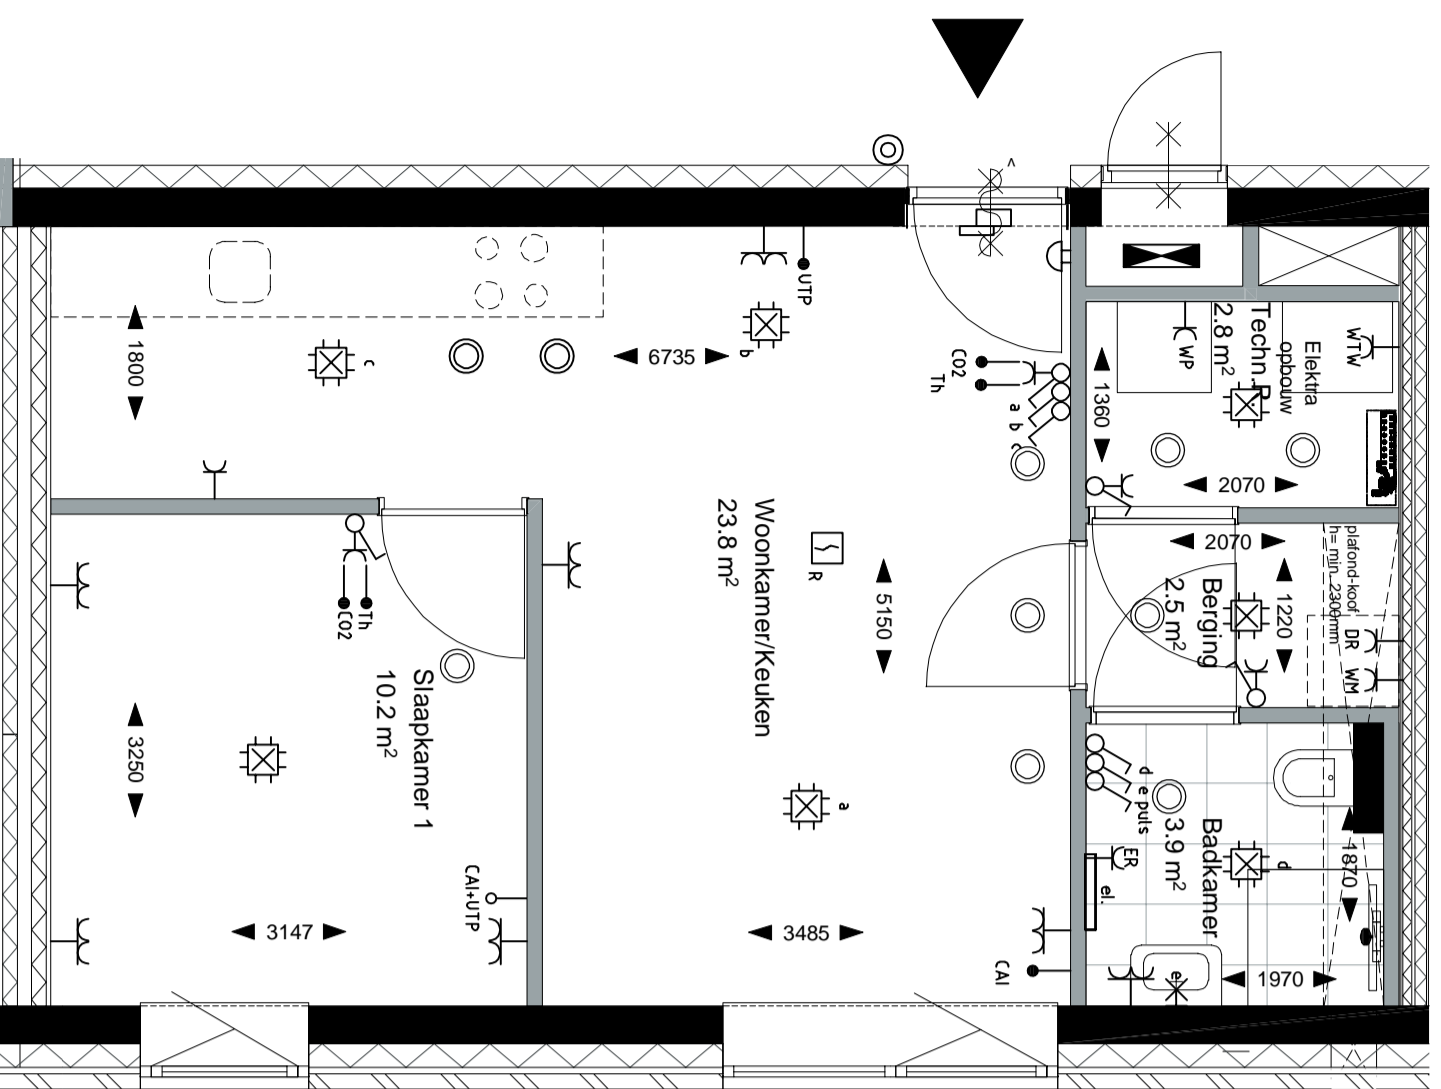 UTP
b
c
1800
6735
CO2
Th
a b c
WP
Techn.R.
2.8 m²
Elektra
opbouw
WTW
1360
2070
2070
Woonkamer/Keuken
23.8 m²
R
5150
Berging
2.5 m²
1220
plafond-koof
h= min. 2300mm
DR
WM
Th
CO2
Slaapkamer 1
10.2 m²
3250
a
d e puls
Badkamer
3.9 m²
d
1870
ER
el.
CAI+UTP
3147
3485
CAI
e
1970